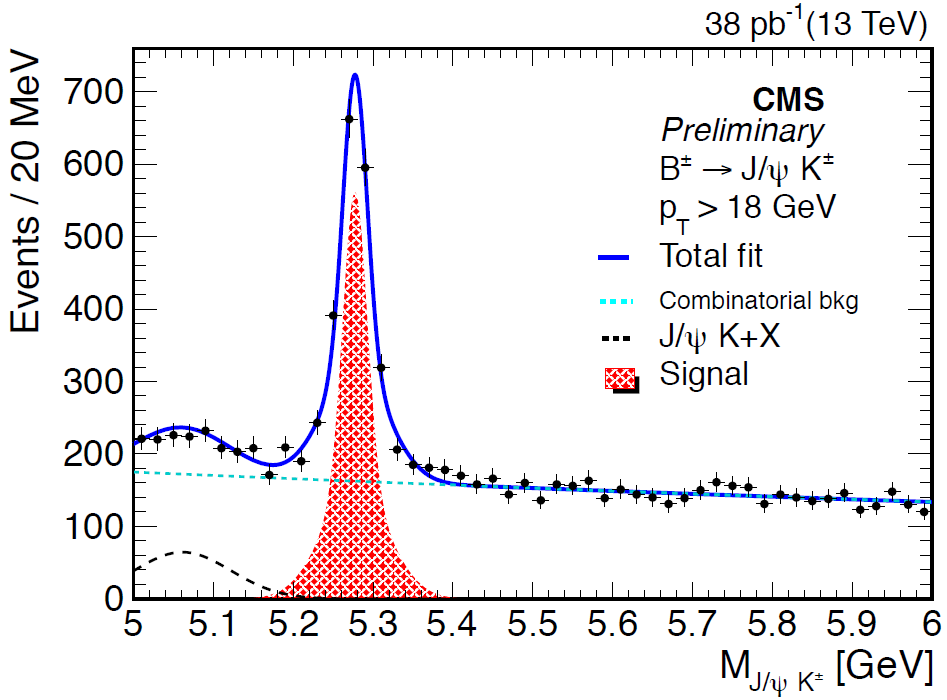 38 pb⁻¹(13 TeV)
Events / 20 MeV
700
600
500
400
300
200
100
0
CMS
Preliminary
B± → J/ψ K±
p_T > 18 GeV
Total fit
Combinatorial bkg
J/ψ K+X
Signal
5 5.1 5.2 5.3 5.4 5.5 5.6 5.7 5.8 5.9 6
M_J/ψ K± [GeV]